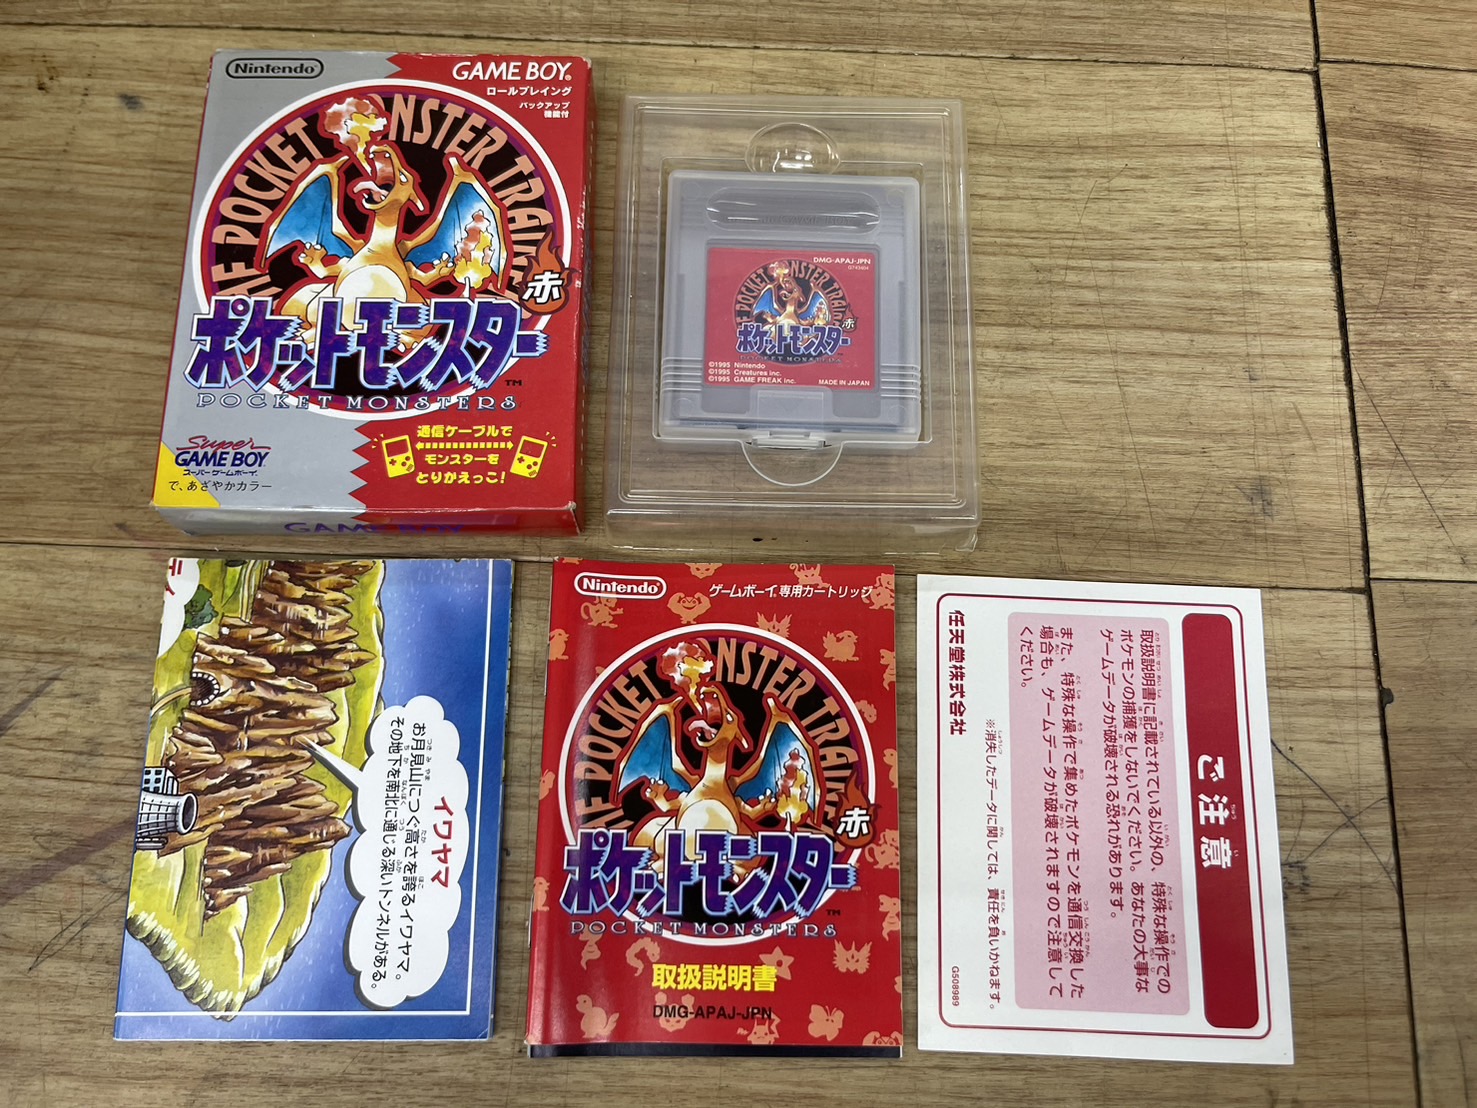 Nintendo
GAME BOY
ロールプレイング
バックアップ
機能付
THE POCKET MONSTER TRAINE
赤
ポケットモンスター
TM
POCKET MONSTERS
Super
GAME BOY
スーパーゲームボーイ
で、あざやかカラー
通信ケーブルで
モンスターを
とりかえっこ!
GAME BOY
DMG-APAJ-JPN
POCKET MONSTER TRAINE
赤
ポケットモンスター
POCKET MONSTERS
©1995 Nintendo
©1995 Creatures inc.
©1995 GAME FREAK inc.
MADE IN JAPAN
ティ
イワヤマ
お月見山につぐ高さを誇るイワヤマ。
その地下を南北に通じる深いトンネルがある。
Nintendo
ゲームボーイ専用カートリッジ
THE POCKET MONSTER TRAINE
赤
ポケットモンスター
TM
POCKET MONSTERS
取扱説明書
DMG-APAJ-JPN
ご注意
取扱説明書に記載されている以外の、特殊な操作での
ポケモンの捕獲をしないでください。あなたの大事な
ゲームデータが破壊される恐れがあります。
また、特殊な操作で集めたポケモンを通信交換した
場合も、ゲームデータが破壊されますので注意して
ください。
※消失したデータに関しては、責任を負いかねます。
任天堂株式会社
G508989